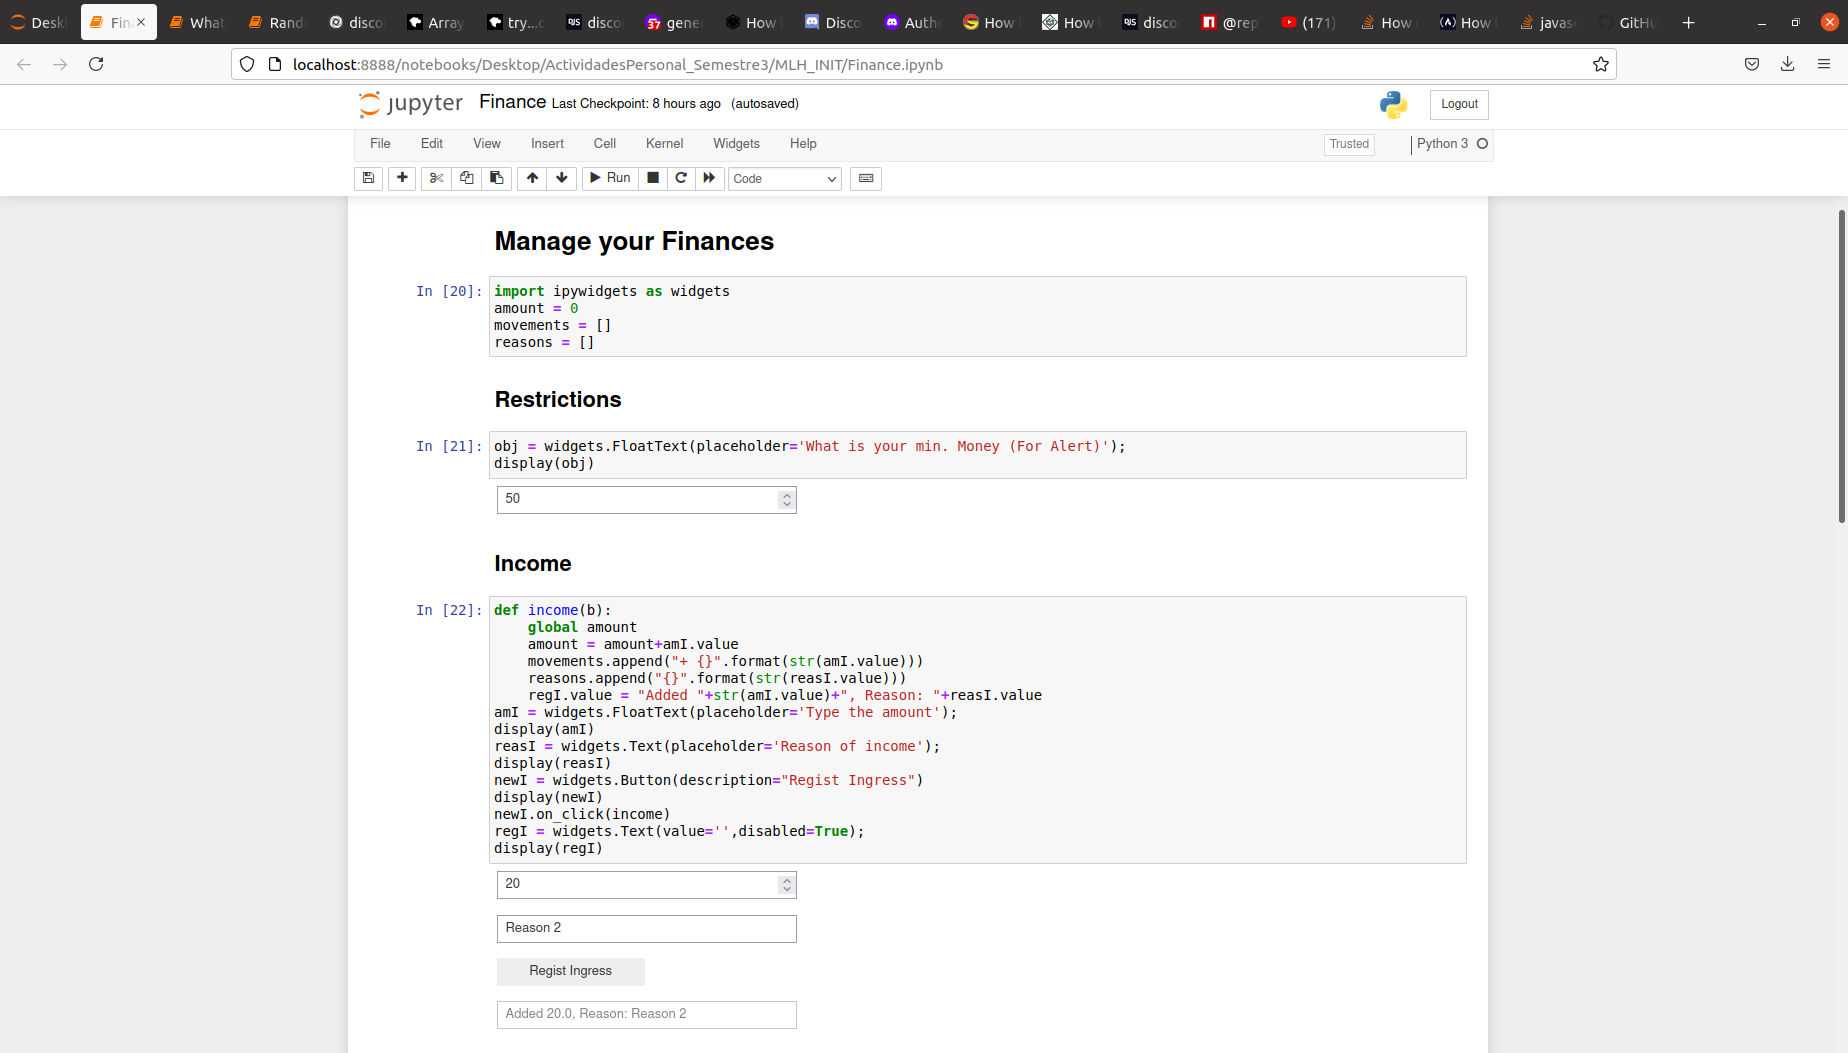 Desk
Fin
What
Rand
disco
Array
try...c
DJS disco
37 gene
How
Disco
Auth
How
How
DJS disco
@rep
(171)
How
(A) How
javas
GitHu
localhost:8888/notebooks/Desktop/ActividadesPersonal_Semestre3/MLH_INIT/Finance.ipynb
jupyter Finance Last Checkpoint: 8 hours ago (autosaved)
Logout
File Edit View Insert Cell Kernel Widgets Help
Trusted
Python 3
Run
Code
Manage your Finances
In [20]: import ipywidgets as widgets
amount = 0
movements = []
reasons = []
Restrictions
In [21]: obj = widgets.FloatText(placeholder='What is your min. Money (For Alert)');
display(obj)
50
Income
In [22]: def income(b):
    global amount
    amount = amount+amI.value
    movements.append("+ {}".format(str(amI.value)))
    reasons.append("{}".format(str(reasI.value)))
    regI.value = "Added "+str(amI.value)+", Reason: "+reasI.value
amI = widgets.FloatText(placeholder='Type the amount');
display(amI)
reasI = widgets.Text(placeholder='Reason of income');
display(reasI)
newI = widgets.Button(description="Regist Ingress")
display(newI)
newI.on_click(income)
regI = widgets.Text(value='',disabled=True);
display(regI)
20
Reason 2
Regist Ingress
Added 20.0, Reason: Reason 2